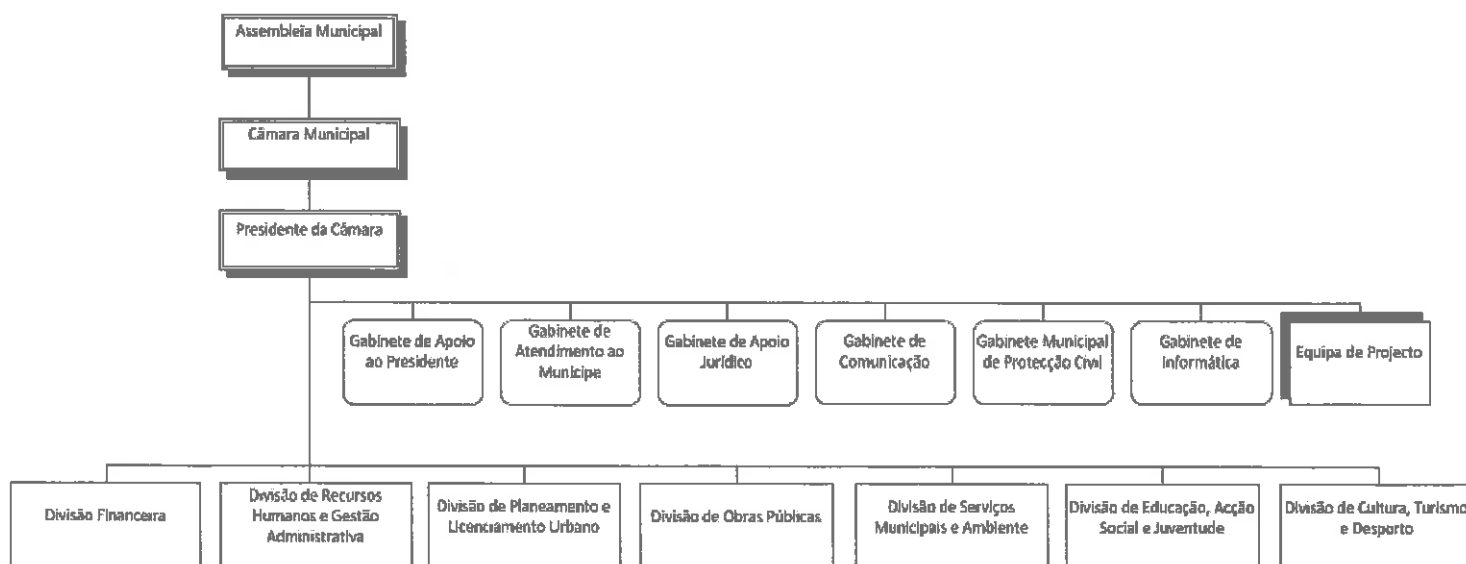 Assembleia Municipal
Câmara Municipal
Presidente da Câmara
Gabinete de Apoio
ao Presidente
Gabinete de
Atendimento ao
Munícipe
Gabinete de Apoio
Jurídico
Gabinete de
Comunicação
Gabinete Municipal
de Protecção Civil
Gabinete de
Informática
Equipa de Projecto
Divisão Financeira
Divisão de Recursos
Humanos e Gestão
Administrativa
Divisão de Planeamento e
Licenciamento Urbano
Divisão de Obras Públicas
Divisão de Serviços
Municipais e Ambiente
Divisão de Educação, Acção
Social e Juventude
Divisão de Cultura, Turismo
e Desporto